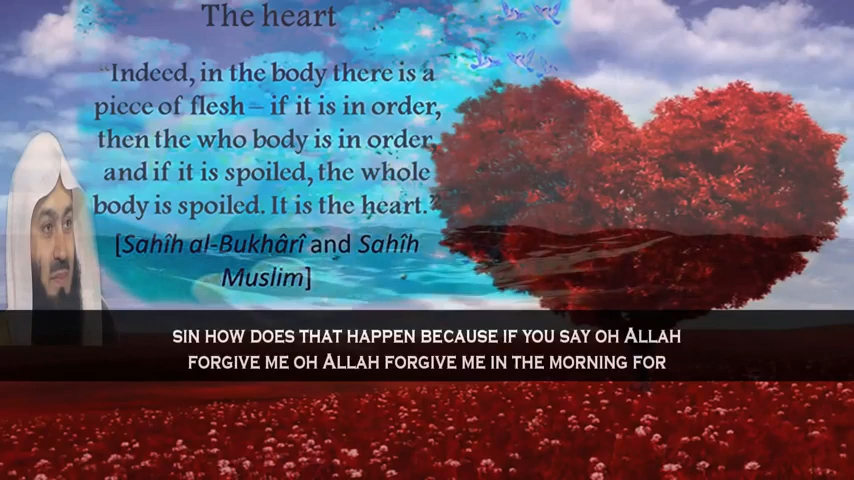 The heart
"Indeed, in the body there is a
piece of flesh – if it is in order,
then the who body is in order,
and if it is spoiled, the whole
body is spoiled. It is the heart."
[Sahîh al-Bukhârî and Sahîh
Muslim]
SIN HOW DOES THAT HAPPEN BECAUSE IF YOU SAY OH ALLAH
FORGIVE ME OH ALLAH FORGIVE ME IN THE MORNING FOR